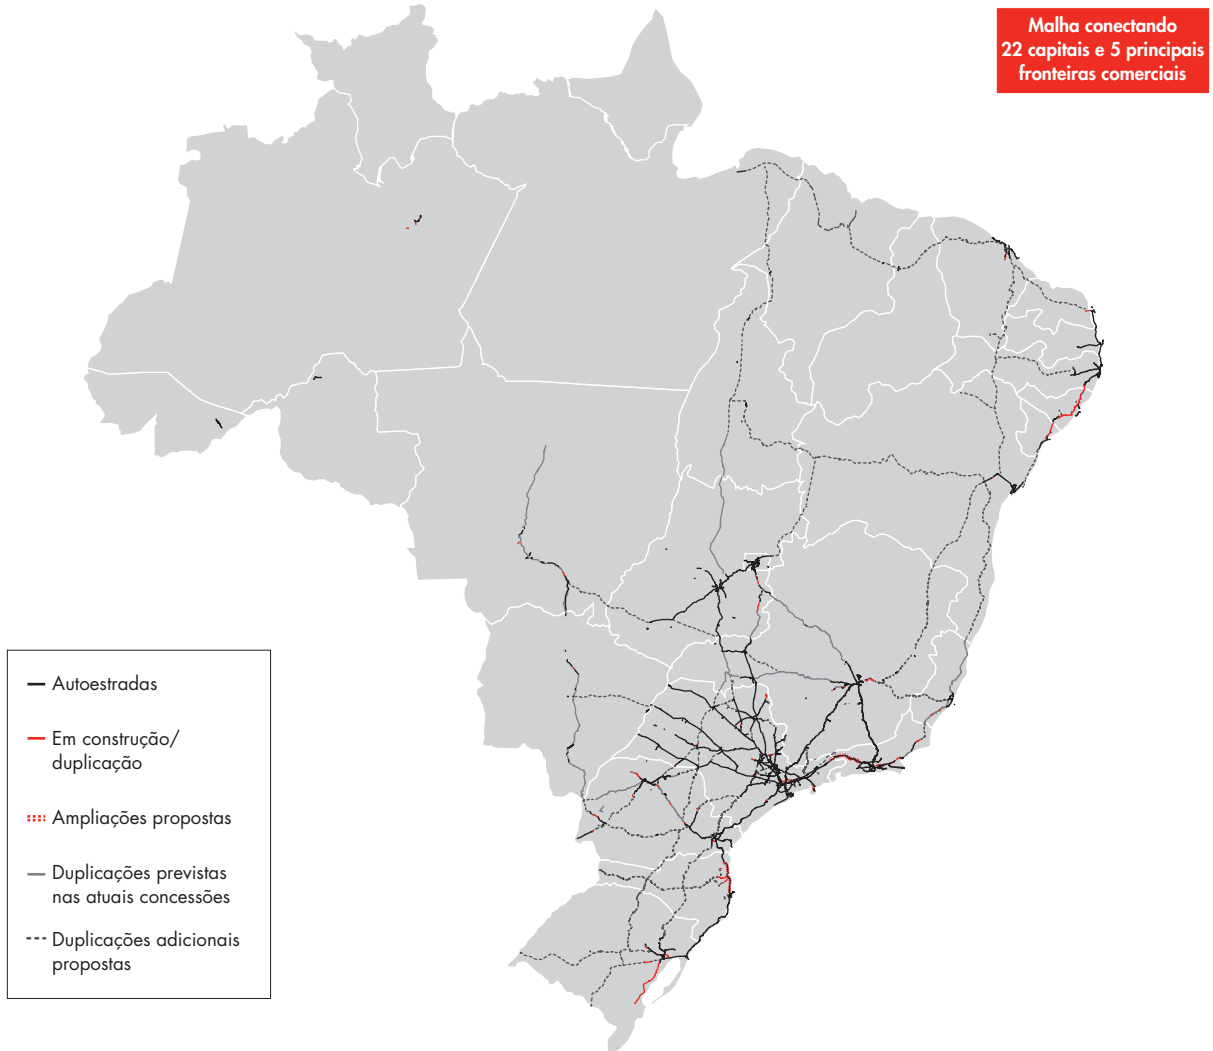 Malha conectando
22 capitais e 5 principais
fronteiras comerciais
Autoestradas
Em construção/
duplicação
Ampliações propostas
Duplicações previstas
nas atuais concessões
Duplicações adicionais
propostas